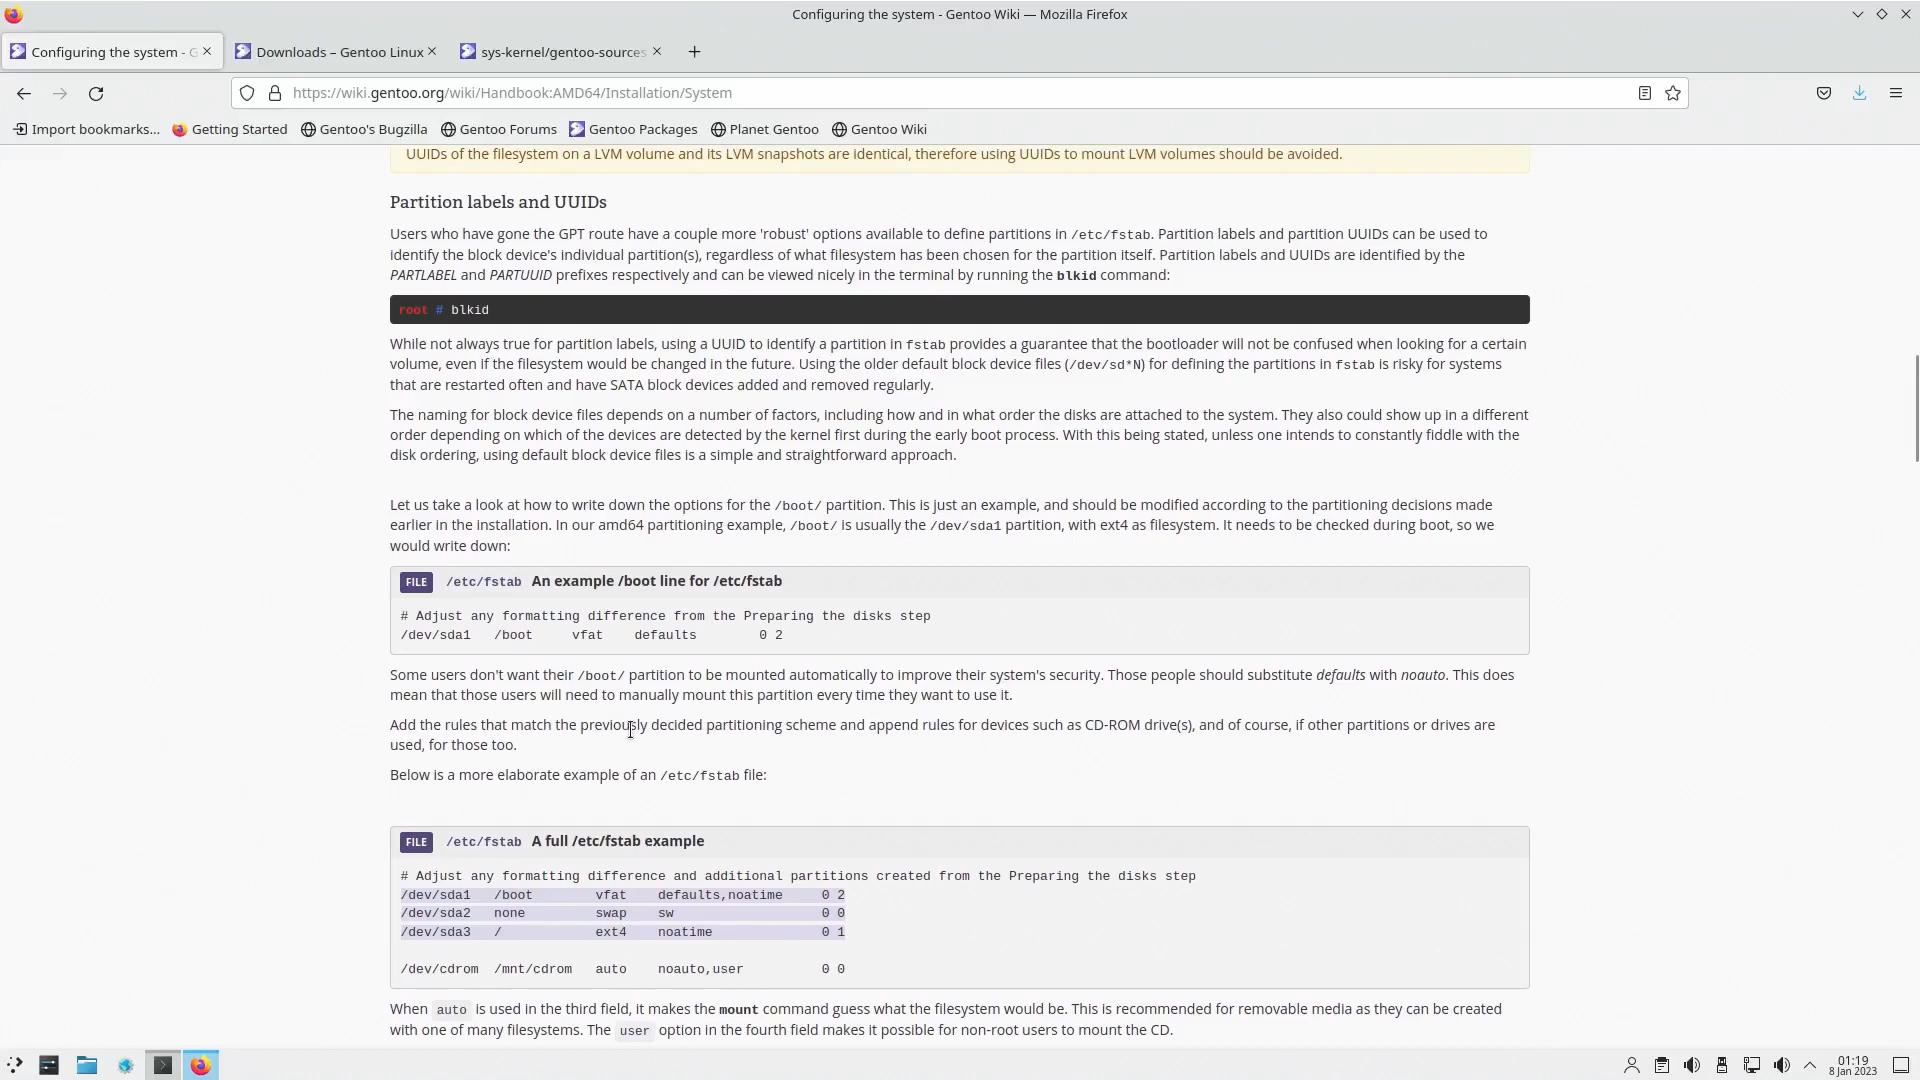 Configuring the system - Gentoo Wiki — Mozilla Firefox
Configuring the system - G
Downloads – Gentoo Linux
sys-kernel/gentoo-sources
https://wiki.gentoo.org/wiki/Handbook:AMD64/Installation/System
Import bookmarks... Getting Started Gentoo's Bugzilla Gentoo Forums Gentoo Packages Planet Gentoo Gentoo Wiki
UUIDs of the filesystem on a LVM volume and its LVM snapshots are identical, therefore using UUIDs to mount LVM volumes should be avoided.
Partition labels and UUIDs
Users who have gone the GPT route have a couple more 'robust' options available to define partitions in /etc/fstab. Partition labels and partition UUIDs can be used to
identify the block device's individual partition(s), regardless of what filesystem has been chosen for the partition itself. Partition labels and UUIDs are identified by the
PARTLABEL and PARTUUID prefixes respectively and can be viewed nicely in the terminal by running the blkid command:
root # blkid
While not always true for partition labels, using a UUID to identify a partition in fstab provides a guarantee that the bootloader will not be confused when looking for a certain
volume, even if the filesystem would be changed in the future. Using the older default block device files (/dev/sd*N) for defining the partitions in fstab is risky for systems
that are restarted often and have SATA block devices added and removed regularly.
The naming for block device files depends on a number of factors, including how and in what order the disks are attached to the system. They also could show up in a different
order depending on which of the devices are detected by the kernel first during the early boot process. With this being stated, unless one intends to constantly fiddle with the
disk ordering, using default block device files is a simple and straightforward approach.
Let us take a look at how to write down the options for the /boot/ partition. This is just an example, and should be modified according to the partitioning decisions made
earlier in the installation. In our amd64 partitioning example, /boot/ is usually the /dev/sda1 partition, with ext4 as filesystem. It needs to be checked during boot, so we
would write down:
FILE /etc/fstab An example /boot line for /etc/fstab
# Adjust any formatting difference from the Preparing the disks step
/dev/sda1 /boot vfat defaults 0 2
Some users don't want their /boot/ partition to be mounted automatically to improve their system's security. Those people should substitute defaults with noauto. This does
mean that those users will need to manually mount this partition every time they want to use it.
Add the rules that match the previously decided partitioning scheme and append rules for devices such as CD-ROM drive(s), and of course, if other partitions or drives are
used, for those too.
Below is a more elaborate example of an /etc/fstab file:
FILE /etc/fstab A full /etc/fstab example
# Adjust any formatting difference and additional partitions created from the Preparing the disks step
/dev/sda1 /boot vfat defaults,noatime 0 2
/dev/sda2 none swap sw 0 0
/dev/sda3 / ext4 noatime 0 1
/dev/cdrom /mnt/cdrom auto noauto,user 0 0
When auto is used in the third field, it makes the mount command guess what the filesystem would be. This is recommended for removable media as they can be created
with one of many filesystems. The user option in the fourth field makes it possible for non-root users to mount the CD.
01:19
8 Jan 2023